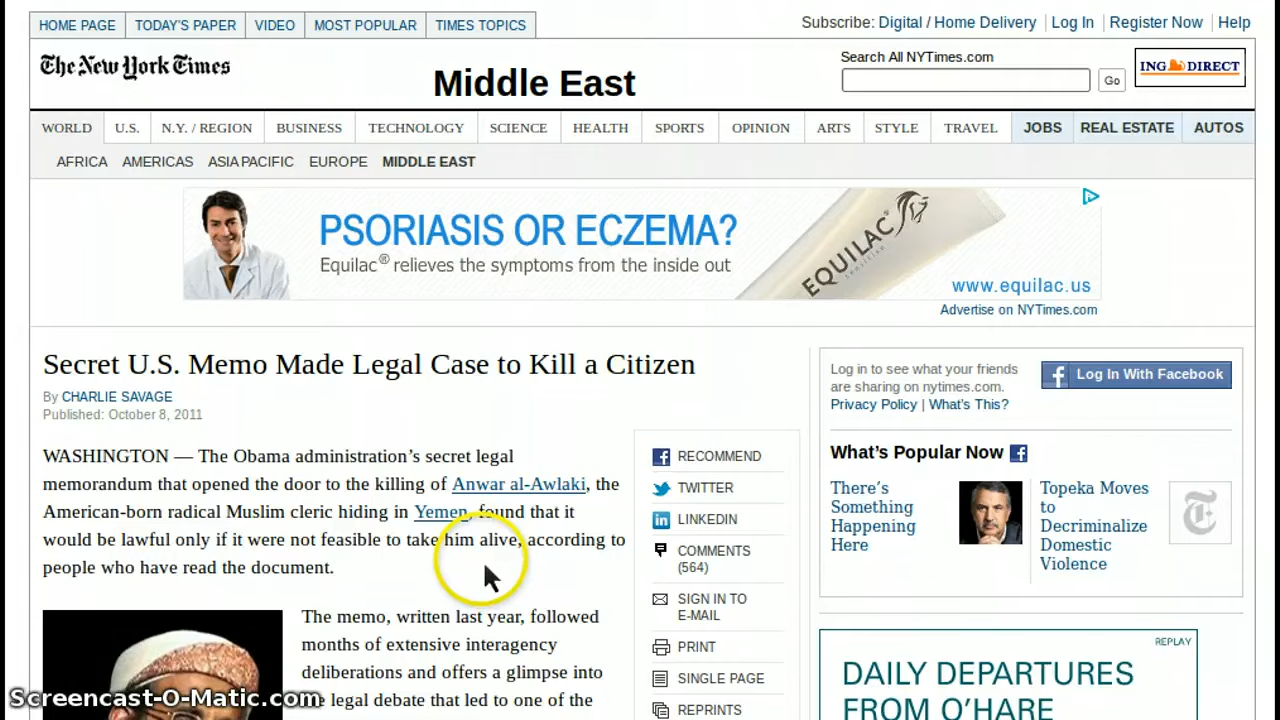 HOME PAGE TODAY'S PAPER VIDEO MOST POPULAR TIMES TOPICS
Subscribe: Digital / Home Delivery Log In Register Now Help
The New York Times
Middle East
Search All NYTimes.com
Go
ING DIRECT
WORLD U.S. N.Y. / REGION BUSINESS TECHNOLOGY SCIENCE HEALTH SPORTS OPINION ARTS STYLE TRAVEL JOBS REAL ESTATE AUTOS
AFRICA AMERICAS ASIA PACIFIC EUROPE MIDDLE EAST
PSORIASIS OR ECZEMA?
Equilac® relieves the symptoms from the inside out
EQUILAC
sensitive
www.equilac.us
Advertise on NYTimes.com
Secret U.S. Memo Made Legal Case to Kill a Citizen
By CHARLIE SAVAGE
Published: October 8, 2011
WASHINGTON — The Obama administration’s secret legal
memorandum that opened the door to the killing of Anwar al-Awlaki, the
American-born radical Muslim cleric hiding in Yemen, found that it
would be lawful only if it were not feasible to take him alive, according to
people who have read the document.
The memo, written last year, followed
months of extensive interagency
deliberations and offers a glimpse into
legal debate that led to one of the
RECOMMEND
TWITTER
LINKEDIN
COMMENTS
(564)
SIGN IN TO
E-MAIL
PRINT
SINGLE PAGE
REPRINTS
Log in to see what your friends
are sharing on nytimes.com.
Privacy Policy | What’s This?
Log In With Facebook
What’s Popular Now
There’s
Something
Happening
Here
Topeka Moves
to
Decriminalize
Domestic
Violence
REPLAY
DAILY DEPARTURES
FROM O’HARE
Screencast-O-Matic.com